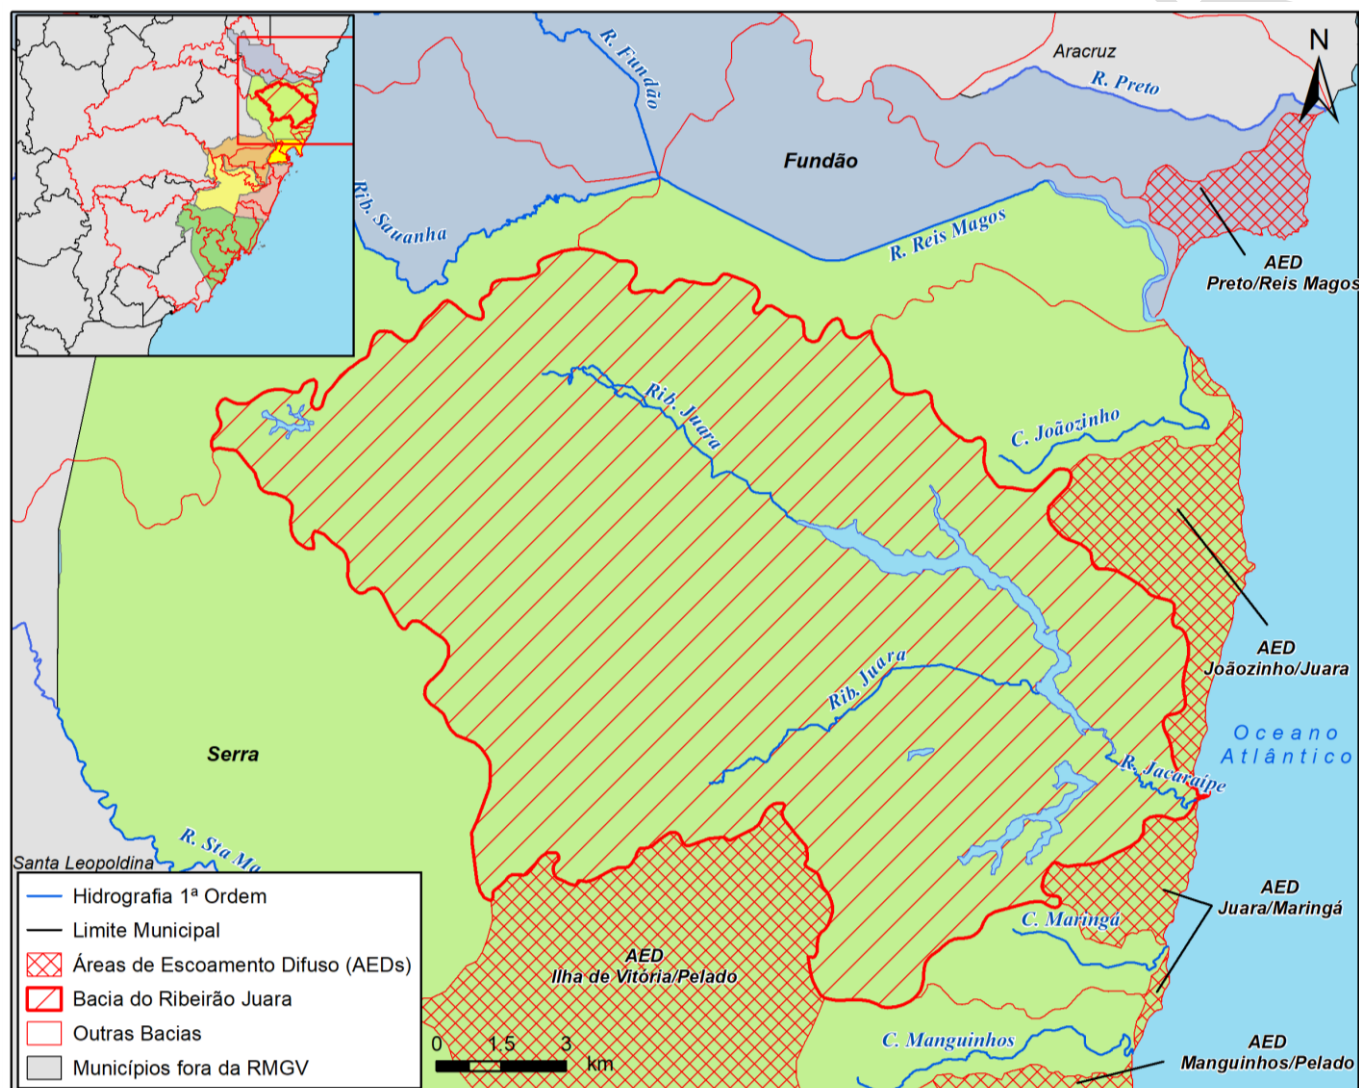 Aracruz
N
R. Fundão
R. Preto
Fundão
Rib. Sauanha
R. Reis Magos
AED
Preto/Reis Magos
Rib. Juara
C. Joãozinho
AED
Joãozinho/Juara
Rib. Juara
Oceano
Atlântico
Serra
R. Jacaraípe
R. Sta Ma
Santa Leopoldina
AED
Juara/Maringá
C. Maringá
AED
Ilha de Vitória/Pelado
C. Manguinhos
AED
Manguinhos/Pelado
0 1,5 3
km
Hidrografia 1ª Ordem
Limite Municipal
Áreas de Escoamento Difuso (AEDs)
Bacia do Ribeirão Juara
Outras Bacias
Municípios fora da RMGV